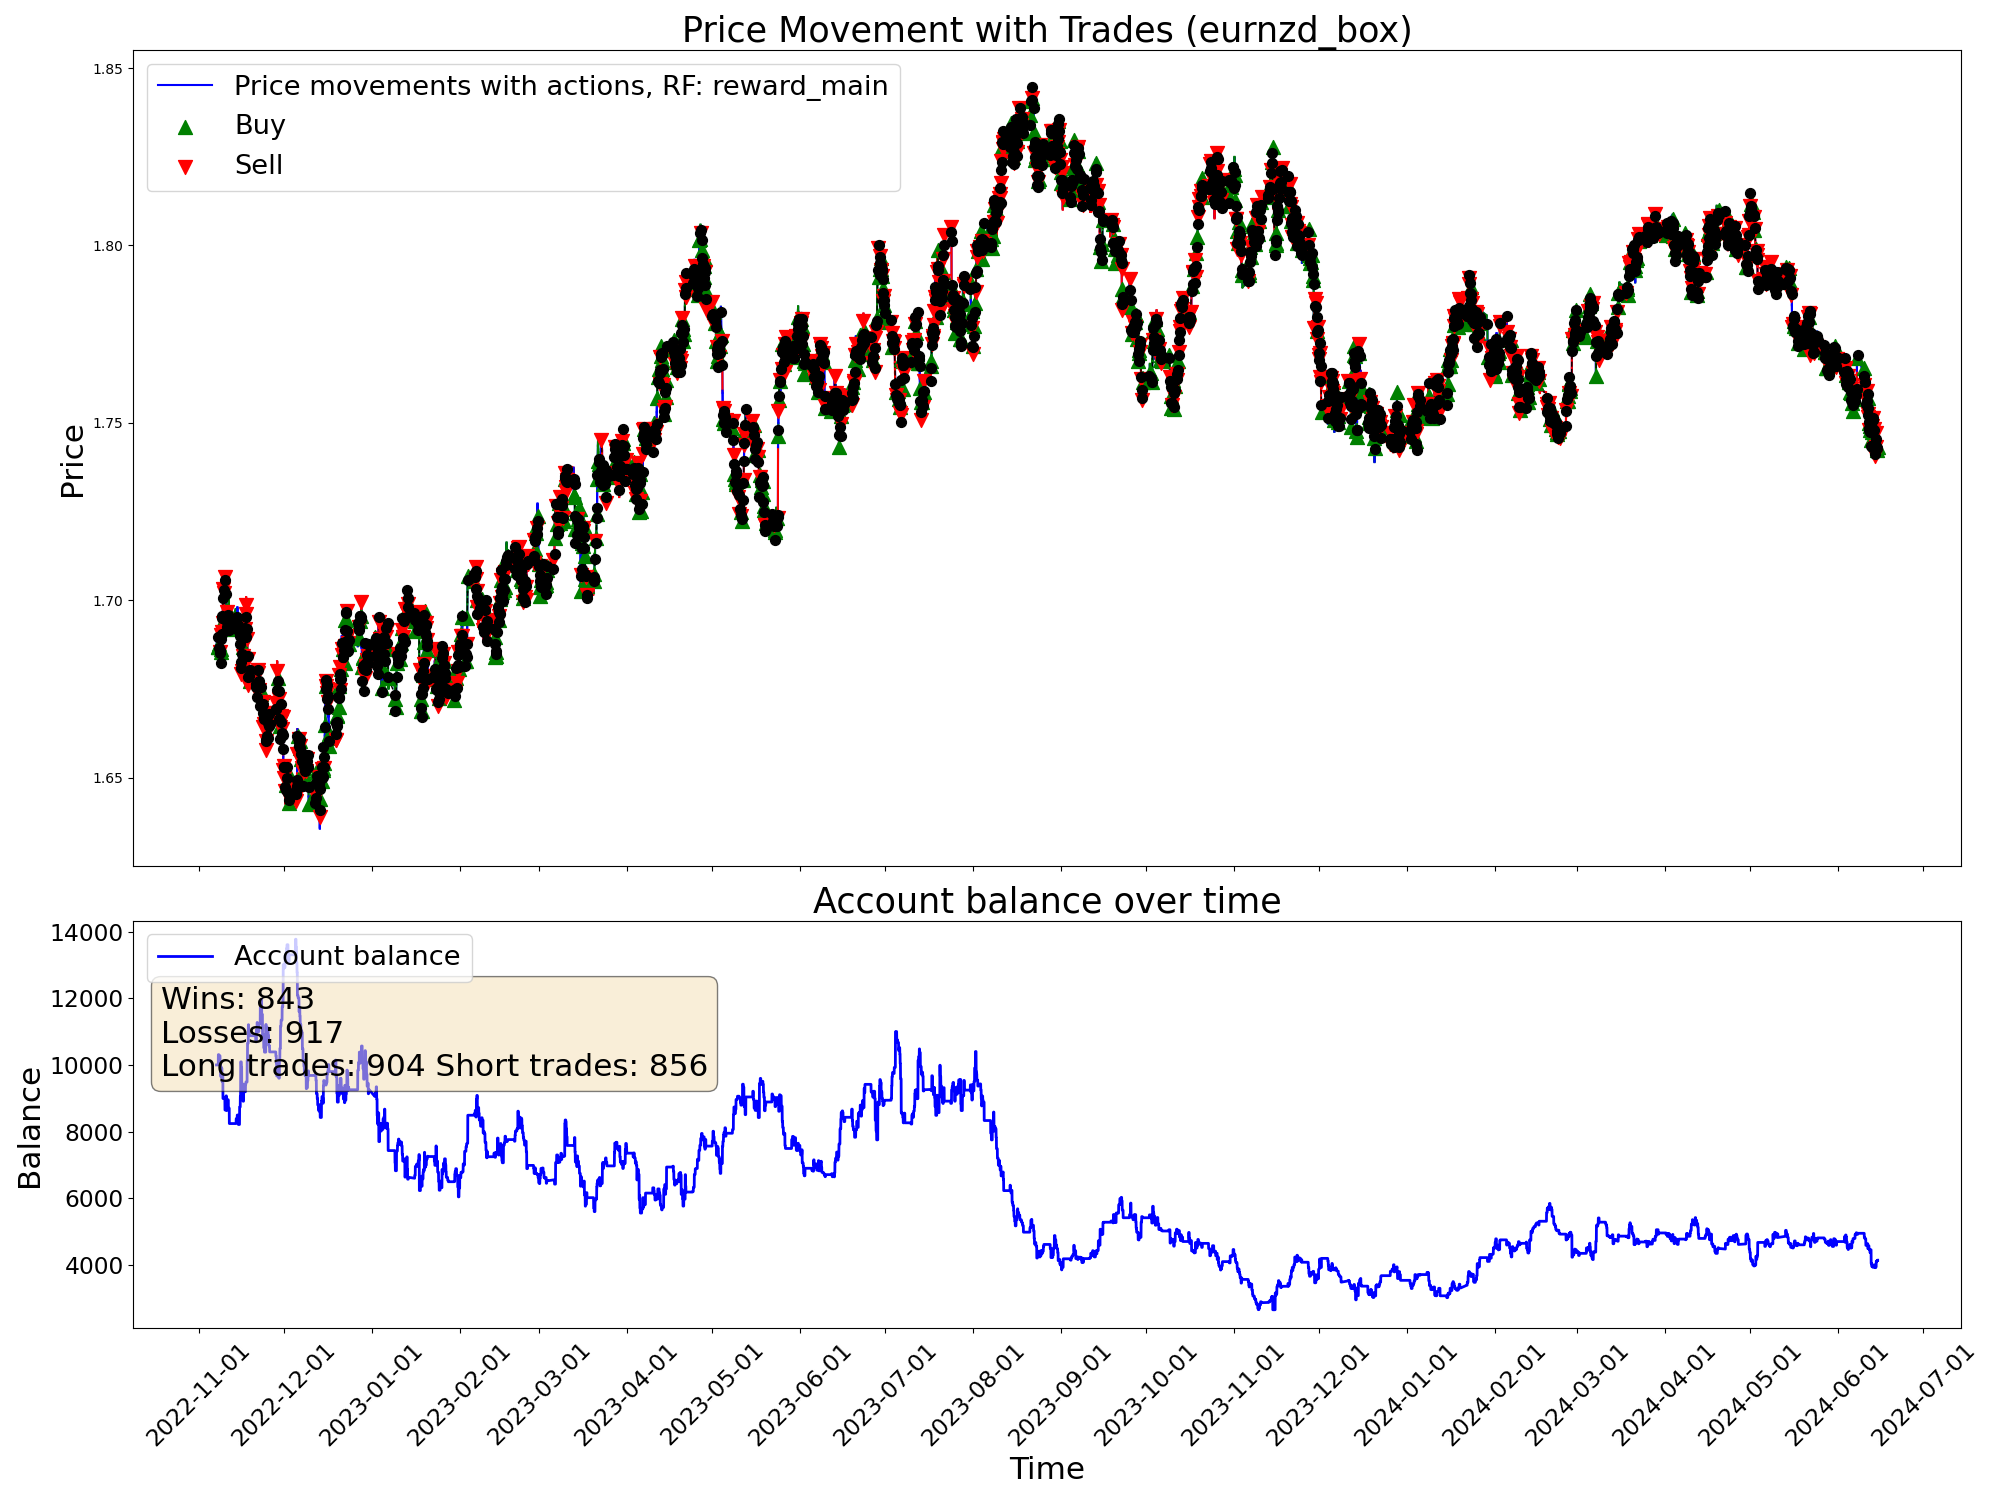 Price Movement with Trades (eurnzd_box)
Price movements with actions, RF: reward_main
Buy
Sell
Price
1.85
1.80
1.75
1.70
1.65
Account balance over time
Account balance
Wins: 843
Losses: 917
Long trades: 904 Short trades: 856
Balance
14000
12000
10000
8000
6000
4000
2022-11-01
2022-12-01
2023-01-01
2023-02-01
2023-03-01
2023-04-01
2023-05-01
2023-06-01
2023-07-01
2023-08-01
2023-09-01
2023-10-01
2023-11-01
2023-12-01
2024-01-01
2024-02-01
2024-03-01
2024-04-01
2024-05-01
2024-06-01
2024-07-01
Time